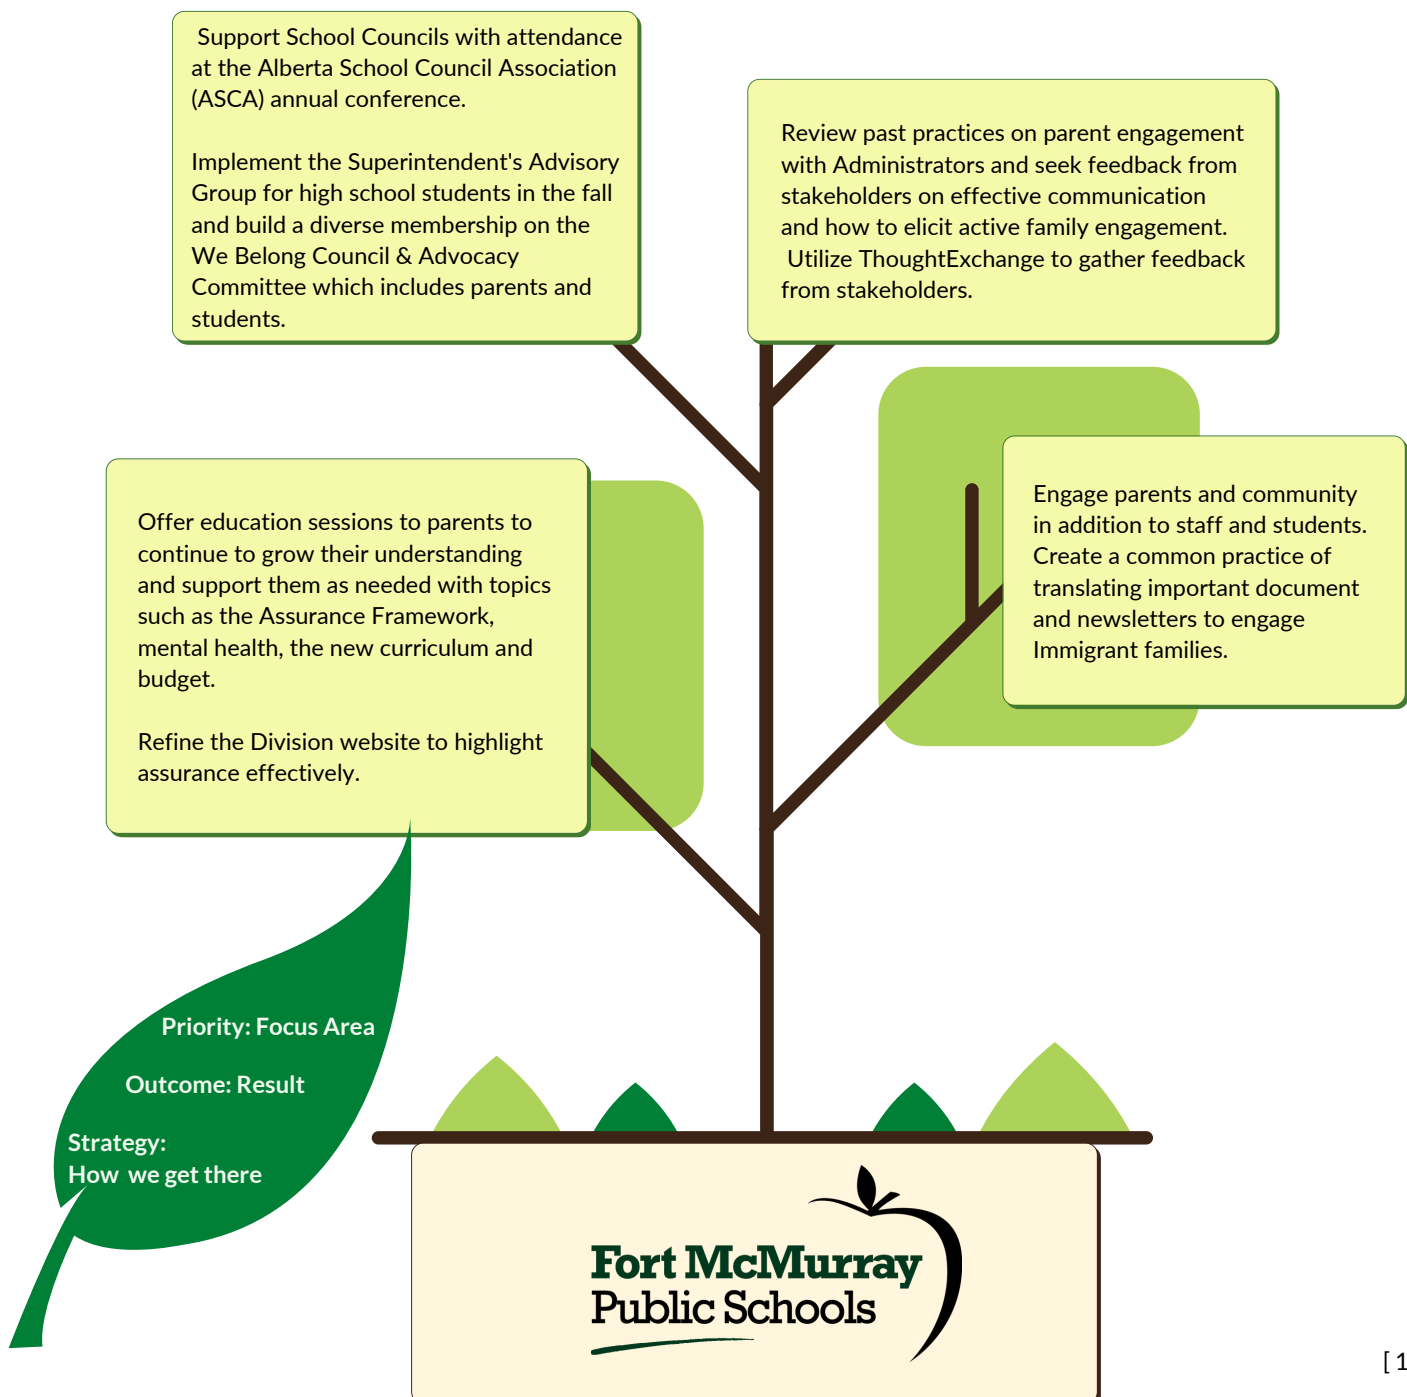 Support School Councils with attendance
at the Alberta School Council Association
(ASCA) annual conference.
Implement the Superintendent's Advisory
Group for high school students in the fall
and build a diverse membership on the
We Belong Council & Advocacy
Committee which includes parents and
students.
Review past practices on parent engagement
with Administrators and seek feedback from
stakeholders on effective communication
and how to elicit active family engagement.
Utilize ThoughtExchange to gather feedback
from stakeholders.
Offer education sessions to parents to
continue to grow their understanding
and support them as needed with topics
such as the Assurance Framework,
mental health, the new curriculum and
budget.
Refine the Division website to highlight
assurance effectively.
Engage parents and community
in addition to staff and students.
Create a common practice of
translating important document
and newsletters to engage
Immigrant families.
Priority: Focus Area
Outcome: Result
Strategy:
How we get there
Fort McMurray
Public Schools
[ 1